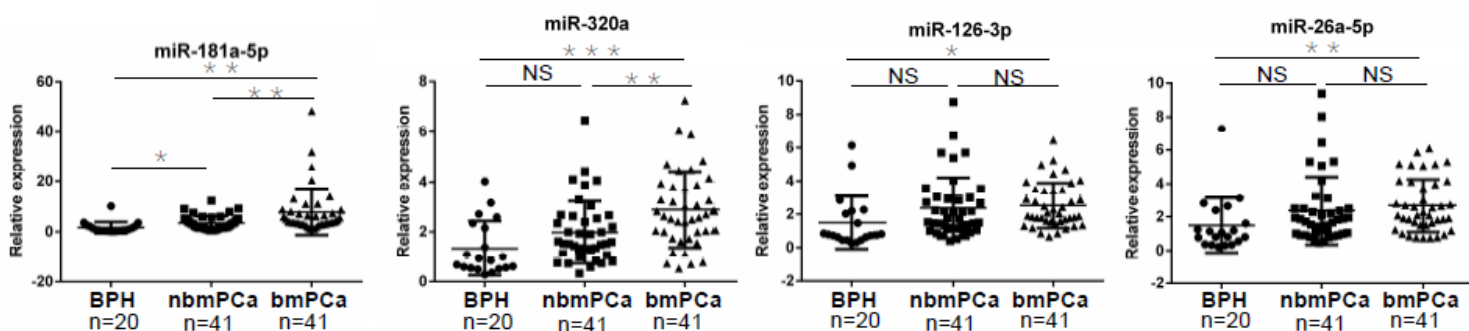 miR-181a-5p
* *
* *
*
Relative expression
60
40
20
0
-20
BPH
nbmPCa
bmPCa
n=20
n=41
n=41
miR-320a
* * *
NS
* *
Relative expression
8
6
4
2
0
BPH
nbmPCa
bmPCa
n=20
n=41
n=41
miR-126-3p
*
NS
NS
Relative expression
10
8
6
4
2
0
-2
BPH
nbmPCa
bmPCa
n=20
n=41
n=41
miR-26a-5p
* *
NS
NS
Relative expression
10
8
6
4
2
0
-2
BPH
nbmPCa
bmPCa
n=20
n=41
n=41